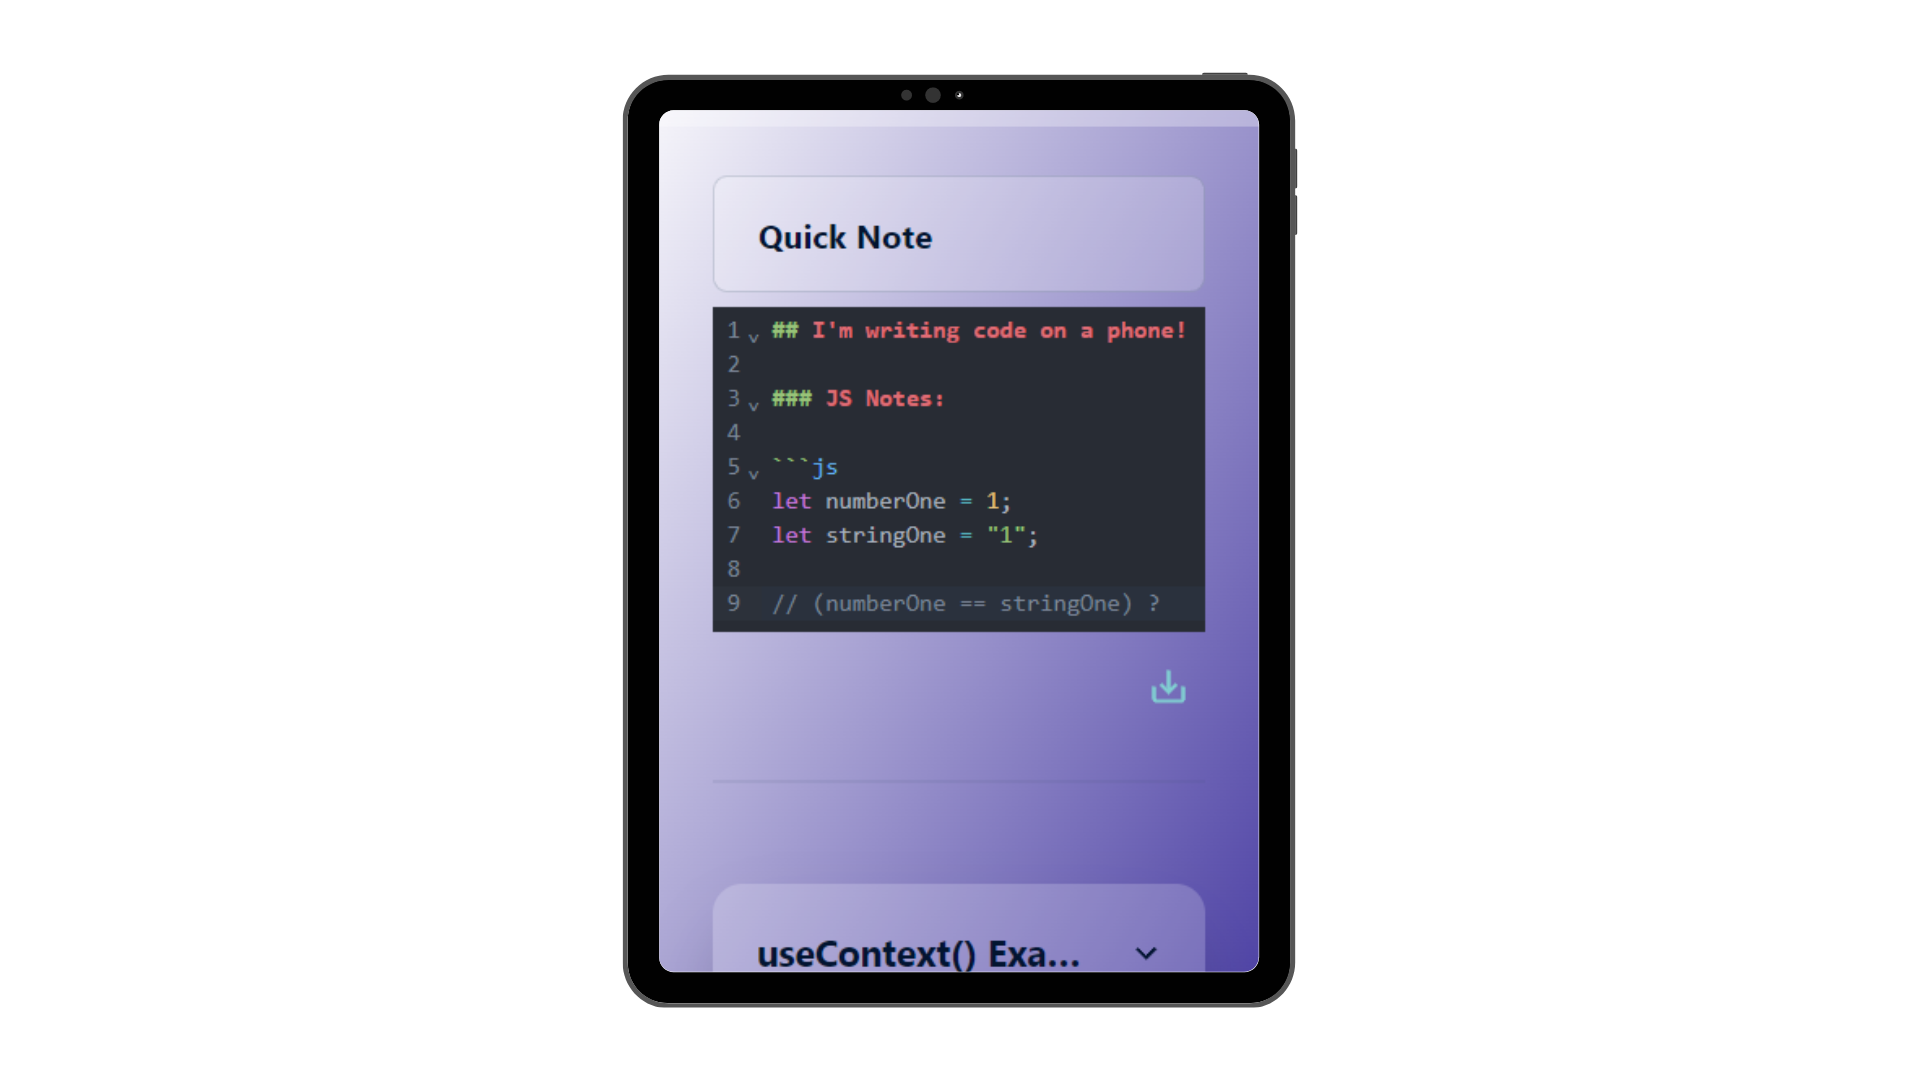 Quick Note
1 ## I'm writing code on a phone!
2
3 ### JS Notes:
4
5 ```js
6 let numberOne = 1;
7 let stringOne = "1";
8
9 // (numberOne == stringOne) ?
useContext() Exa...